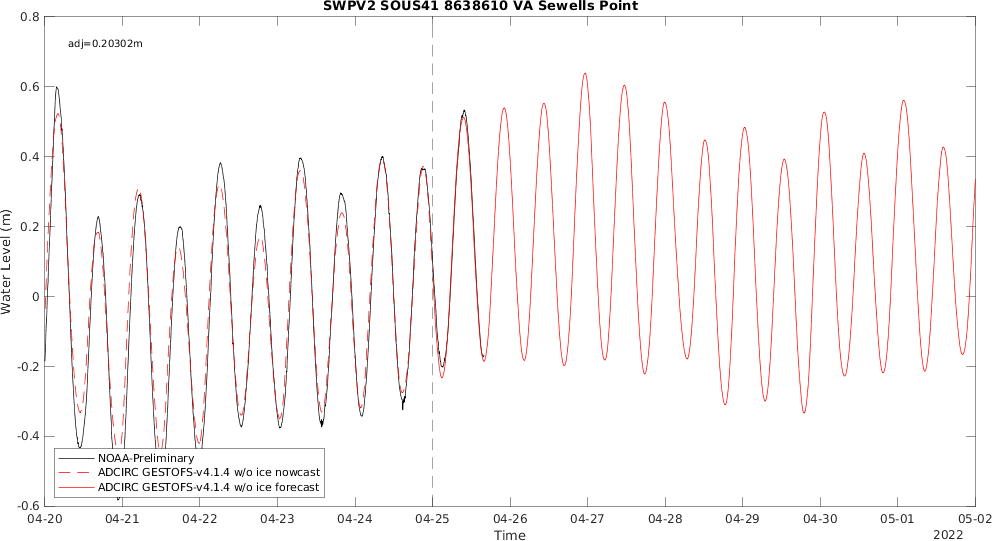 SWPV2 SOUS41 8638610 VA Sewells Point
adj=0.20302m
0.8
0.6
0.4
0.2
0
-0.2
-0.4
-0.6
Water Level (m)
NOAA-Preliminary
ADCIRC GESTOFS-v4.1.4 w/o ice nowcast
ADCIRC GESTOFS-v4.1.4 w/o ice forecast
04-20 04-21 04-22 04-23 04-24 04-25 04-26 04-27 04-28 04-29 04-30 05-01 05-02
Time
2022